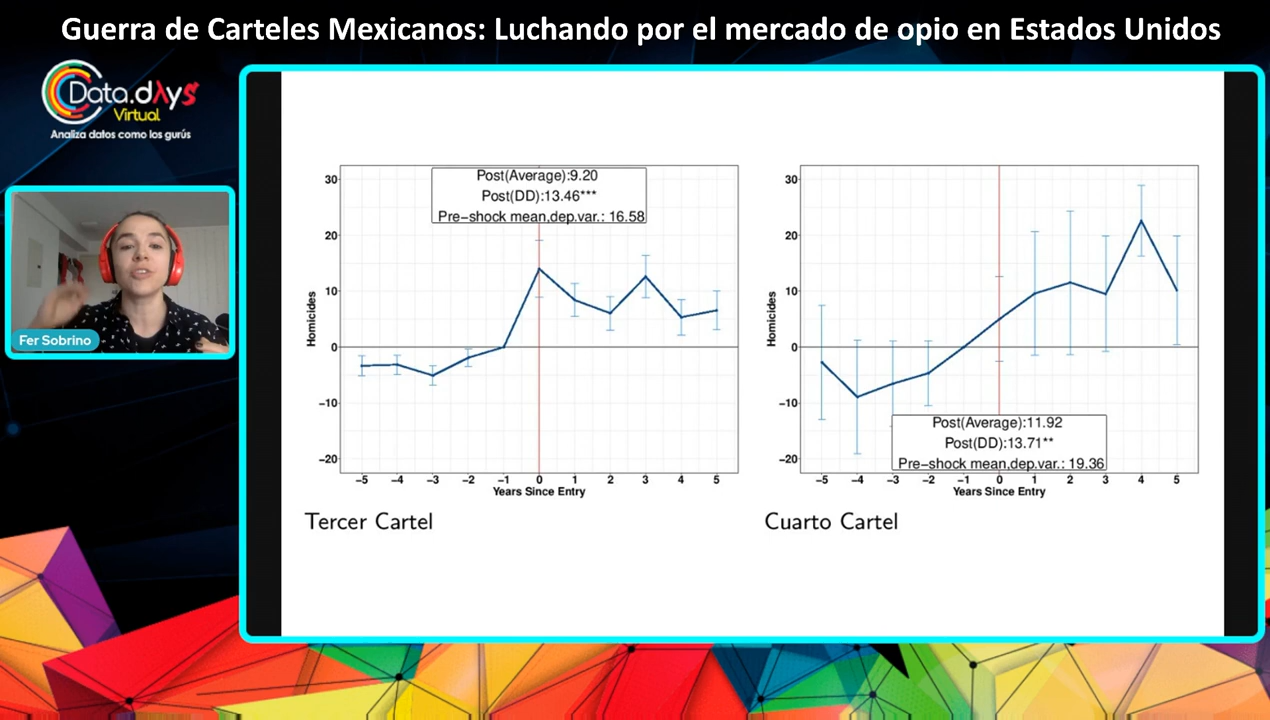 Guerra de Carteles Mexicanos: Luchando por el mercado de opio en Estados Unidos
Data.dλys
Virtual
Analiza datos como los gurús
Fer Sobrino
Post(Average):9.20
Post(DD):13.46***
Pre−shock mean,dep.var.: 16.58
30
20
10
0
−10
−20
Homicides
−5 −4 −3 −2 −1 0 1 2 3 4 5
Years Since Entry
Tercer Cartel
30
20
10
0
−10
−20
Homicides
Post(Average):11.92
Post(DD):13.71**
Pre−shock mean,dep.var.: 19.36
−5 −4 −3 −2 −1 0 1 2 3 4 5
Years Since Entry
Cuarto Cartel